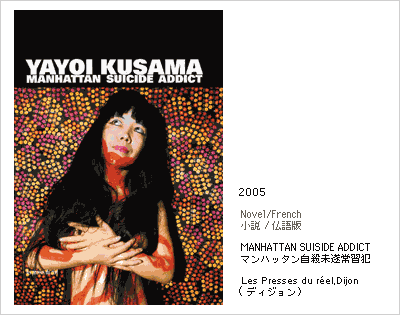 YAYOI KUSAMA
MANHATTAN SUICIDE ADDICT
2005
Novel/French
小説 / 仏語版
MANHATTAN SUISIDE ADDICT
マンハッタン自殺未遂常習犯
Les Presses du réel,Dijon
( ディジョン)